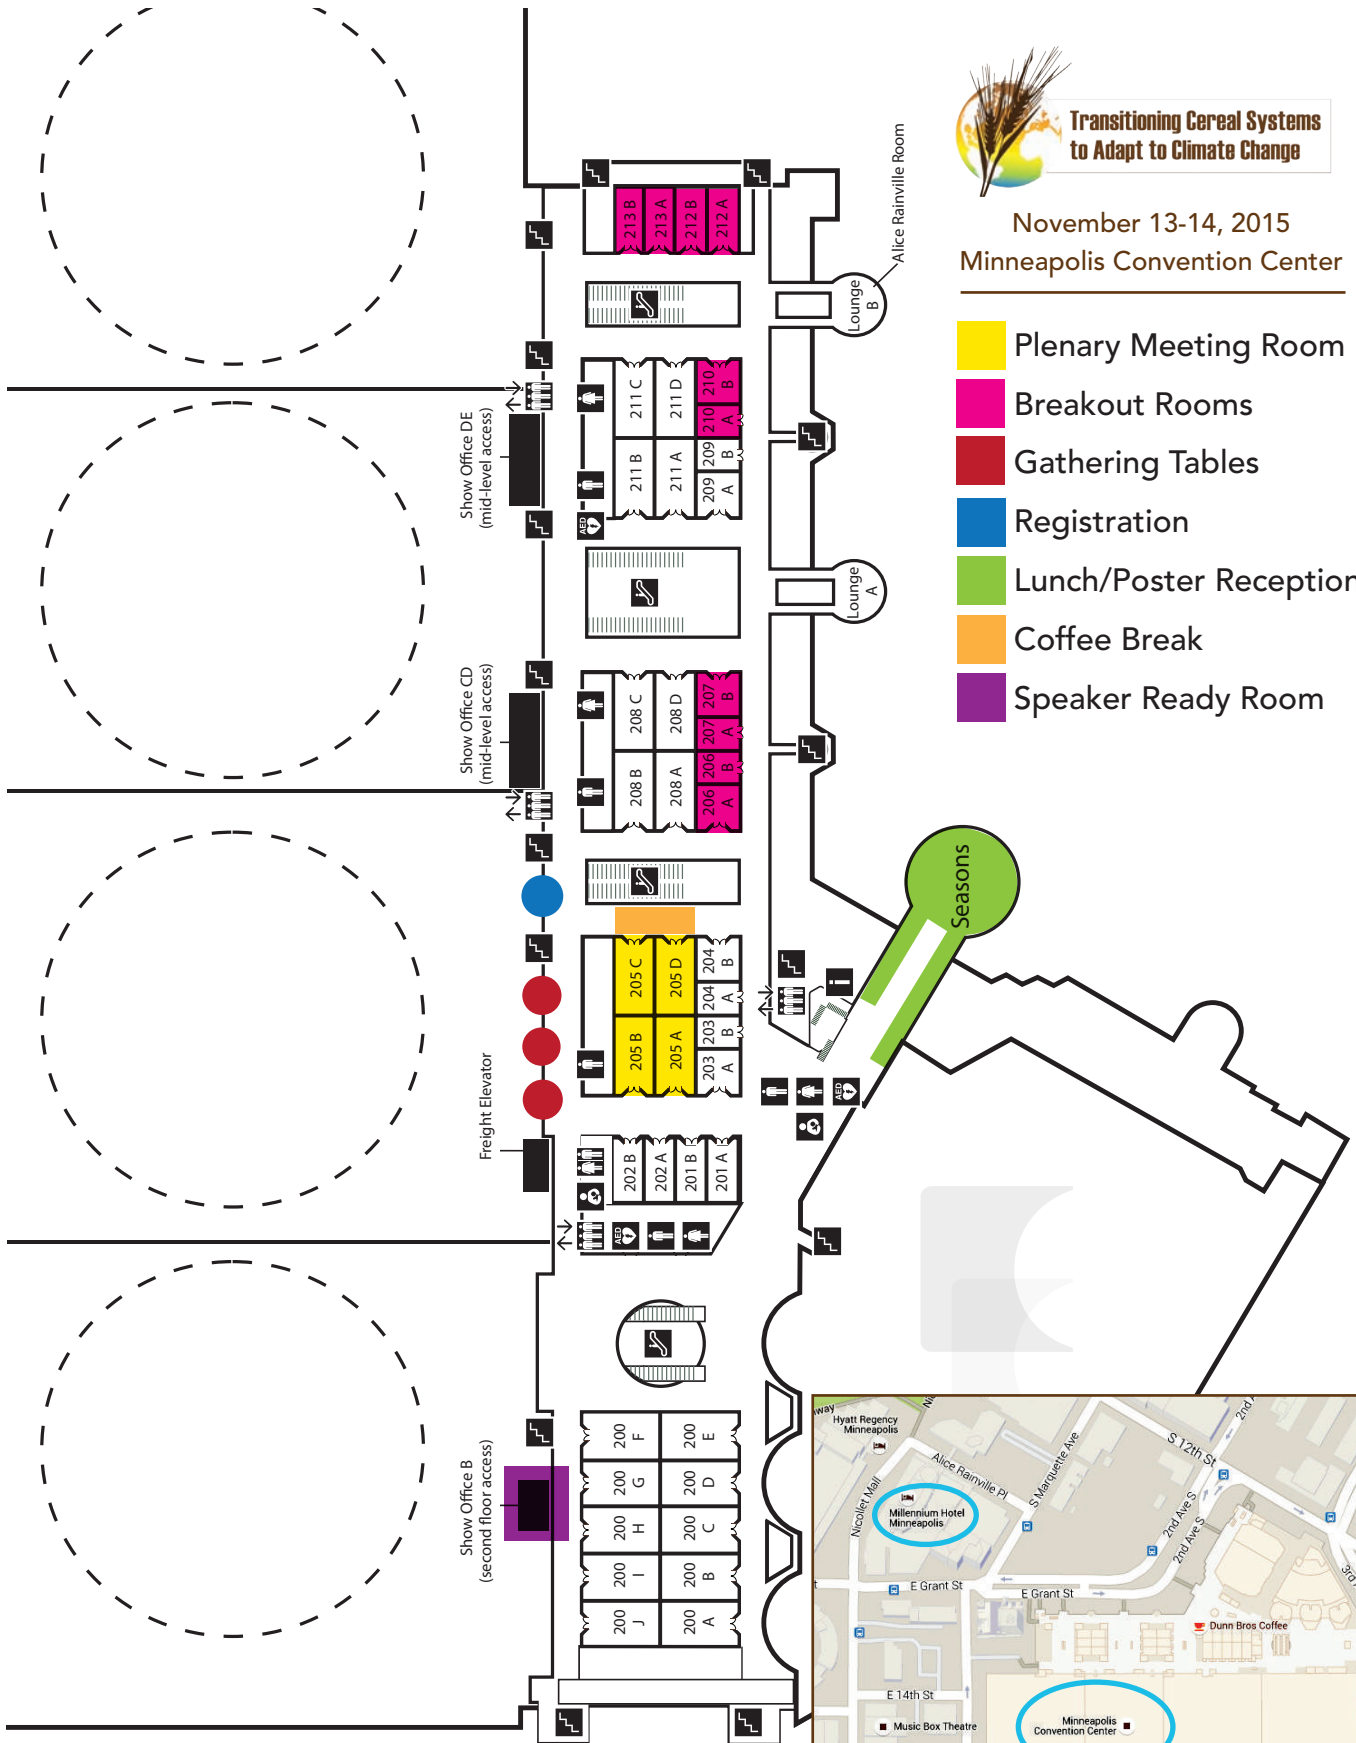 Transitioning Cereal Systems
to Adapt to Climate Change
November 13-14, 2015
Minneapolis Convention Center
Plenary Meeting Room
Breakout Rooms
Gathering Tables
Registration
Lunch/Poster Reception
Coffee Break
Speaker Ready Room
Alice Rainville Room
213 B
213 A
212 B
212 A
Lounge
B
Show Office DE
(mid-level access)
211 C
211 D
210
B
210
A
211 B
211 A
209
B
209
A
AED
Lounge
A
Show Office CD
(mid-level access)
208 C
208 D
207
B
207
A
208 B
208 A
206
B
206
A
Seasons
205 C
205 D
204
B
204
A
205 B
205 A
203
B
203
A
AED
Freight Elevator
202 B
202 A
201 B
201 A
AED
Show Office B
(second floor access)
200
F
200
E
200
G
200
D
200
H
200
C
200
I
200
B
200
J
200
A
Hyatt Regency
Minneapolis
Nicollet Mall
Alice Rainville Pl
S Marquette Ave
S 12th St
Millennium Hotel
Minneapolis
2nd Ave S
2nd Ave S
E Grant St
E Grant St
Dunn Bros Coffee
E 14th St
Music Box Theatre
Minneapolis
Convention Center